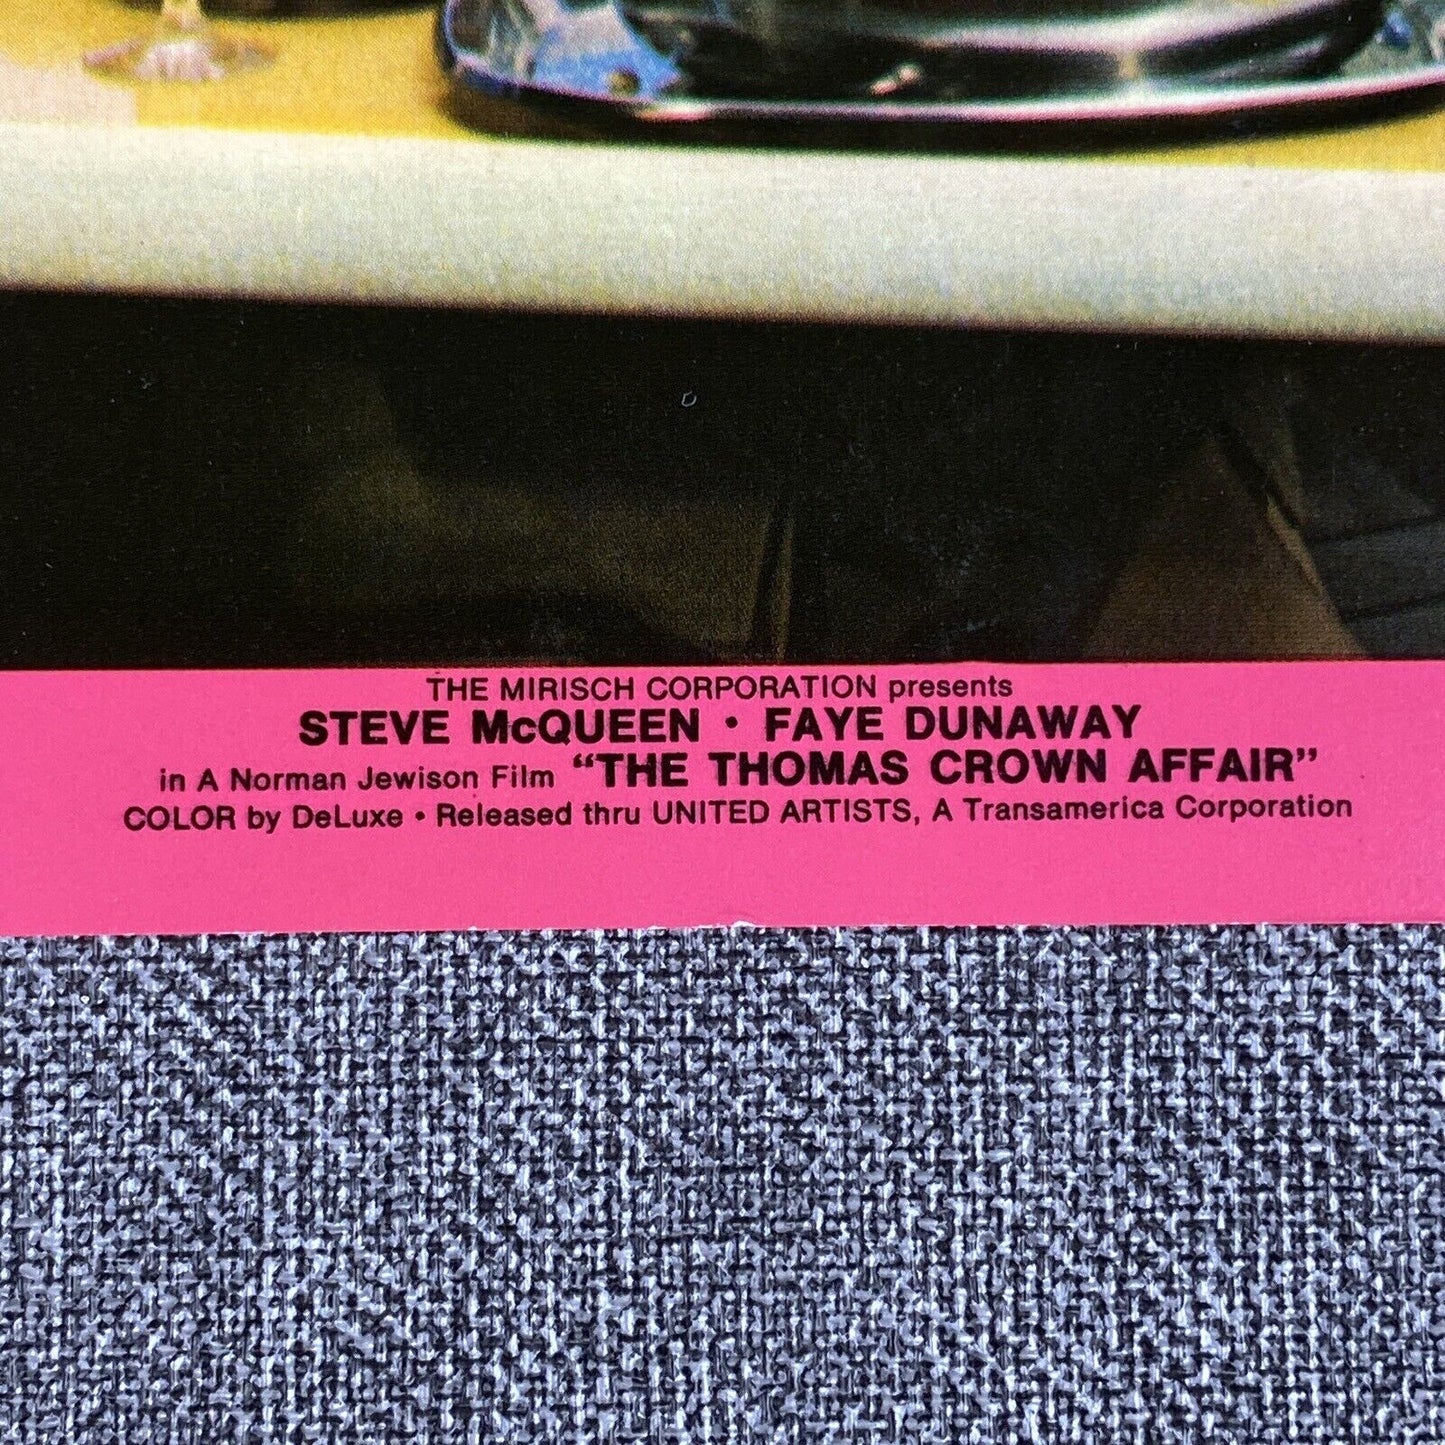 THE MIRISCH CORPORATION presents
STEVE McQUEEN • FAYE DUNAWAY
in A Norman Jewison Film “THE THOMAS CROWN AFFAIR”
COLOR by DeLuxe • Released thru UNITED ARTISTS, A Transamerica Corporation